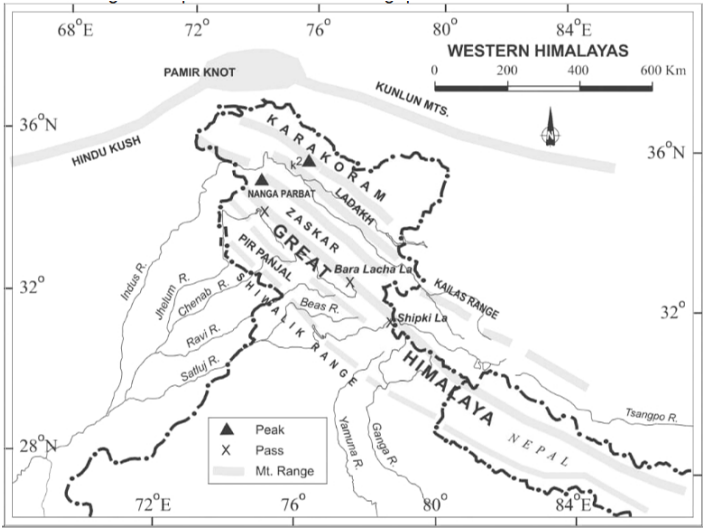 68°E
72°
76°
80°
84°E
WESTERN HIMALAYAS
0 200 400 600 Km
PAMIR KNOT
KUNLUN MTS.
HINDU KUSH
36°N
36°N
KARAKORAM
K2
NANGA PARBAT
LADAKH
ZASKAR
GREAT
PIR PANJAL
Bara Lacha La
KAILAS RANGE
Indus R.
Jhelum R.
Chenab R.
SHIWALIK RANGE
Beas R.
Shipki La
32°
32°
Ravi R.
Satluj R.
HIMALAYA
Tsangpo R.
NEPAL
Yamuna R.
Ganga R.
28°N
Peak
Pass
Mt. Range
72°E
76°
80°
84°E